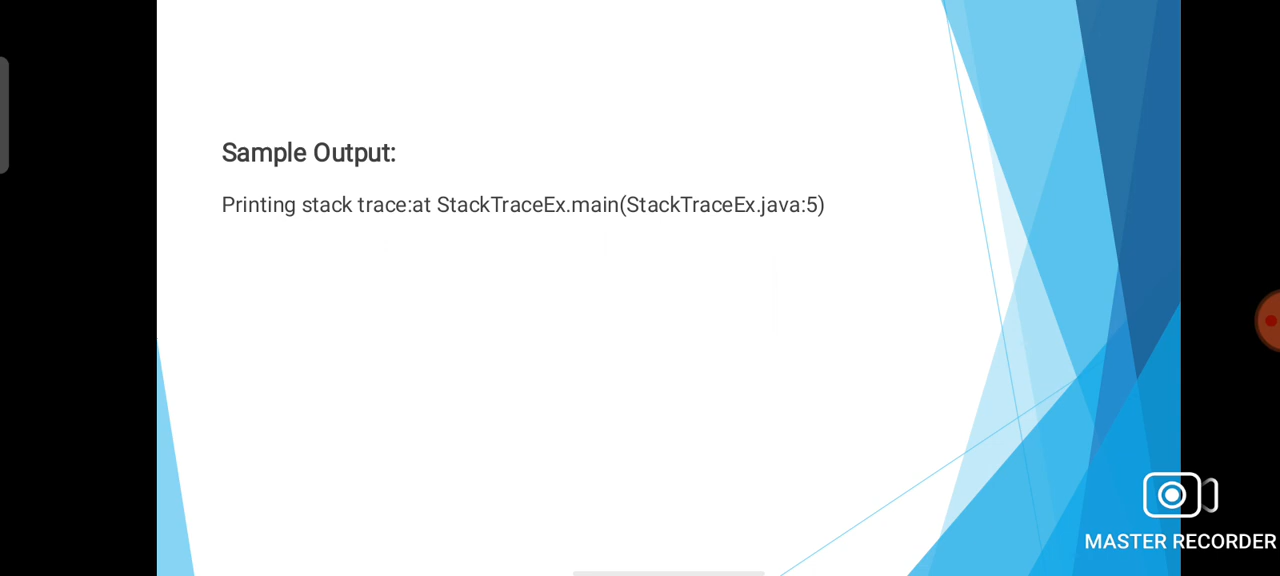 Sample Output:
Printing stack trace:at StackTraceEx.main(StackTraceEx.java:5)
MASTER RECORDER